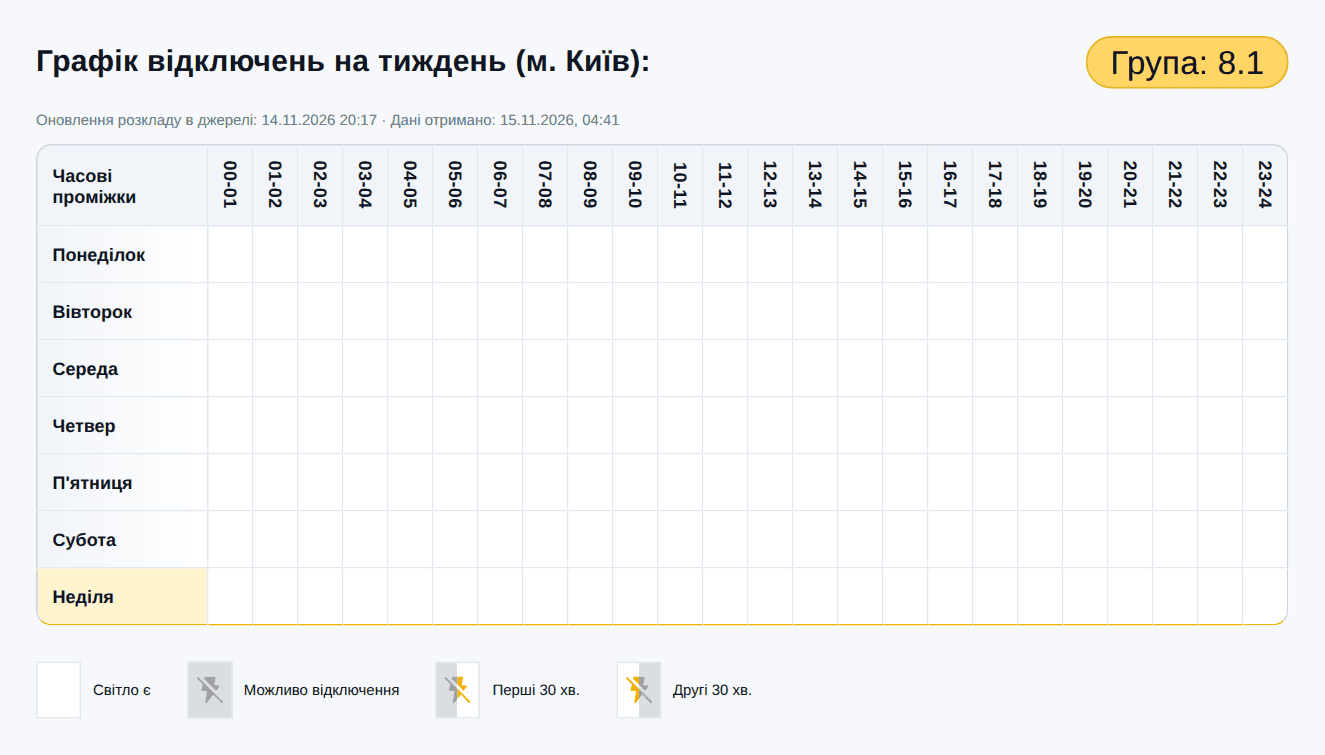 Графік відключень на тиждень (м. Київ):
Група: 8.1
Оновлення розкладу в джерелі: 14.11.2026 20:17 · Дані отримано: 15.11.2026, 04:41
Часові
проміжки
00-01
01-02
02-03
03-04
04-05
05-06
06-07
07-08
08-09
09-10
10-11
11-12
12-13
13-14
14-15
15-16
16-17
17-18
18-19
19-20
20-21
21-22
22-23
23-24
Понеділок
Вівторок
Середа
Четвер
П'ятниця
Субота
Неділя
Світло є
Можливо відключення
Перші 30 хв.
Другі 30 хв.